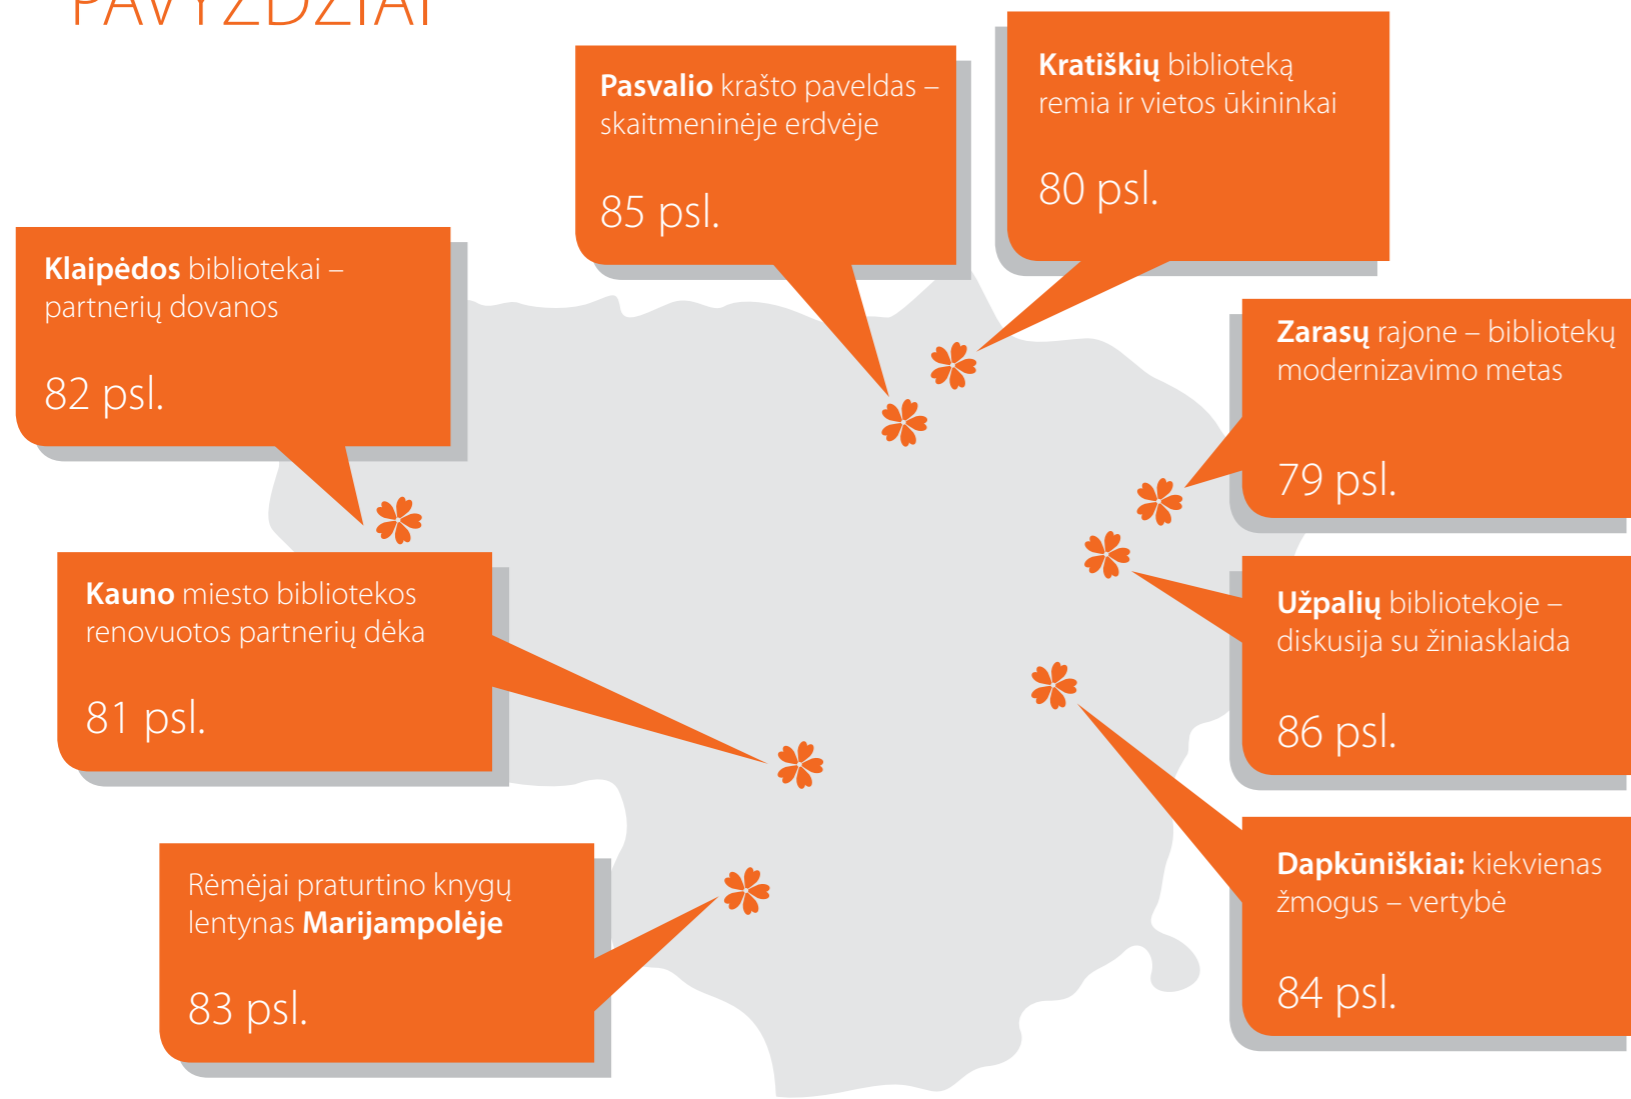 PAVYZDŽIAI
Pasvalio krašto paveldas –
skaitmeninėje erdvėje
85 psl.
Kratiškių biblioteką
remia ir vietos ūkininkai
80 psl.
Klaipėdos bibliotekai –
partnerių dovanos
82 psl.
Zarasų rajone – bibliotekų
modernizavimo metas
79 psl.
Kauno miesto bibliotekos
renovuotos partnerių dėka
81 psl.
Užpalių bibliotekoje –
diskusija su žiniasklaida
86 psl.
Rėmėjai praturtino knygų
lentynas Marijampolėje
83 psl.
Dapkūniškiai: kiekvienas
žmogus – vertybė
84 psl.